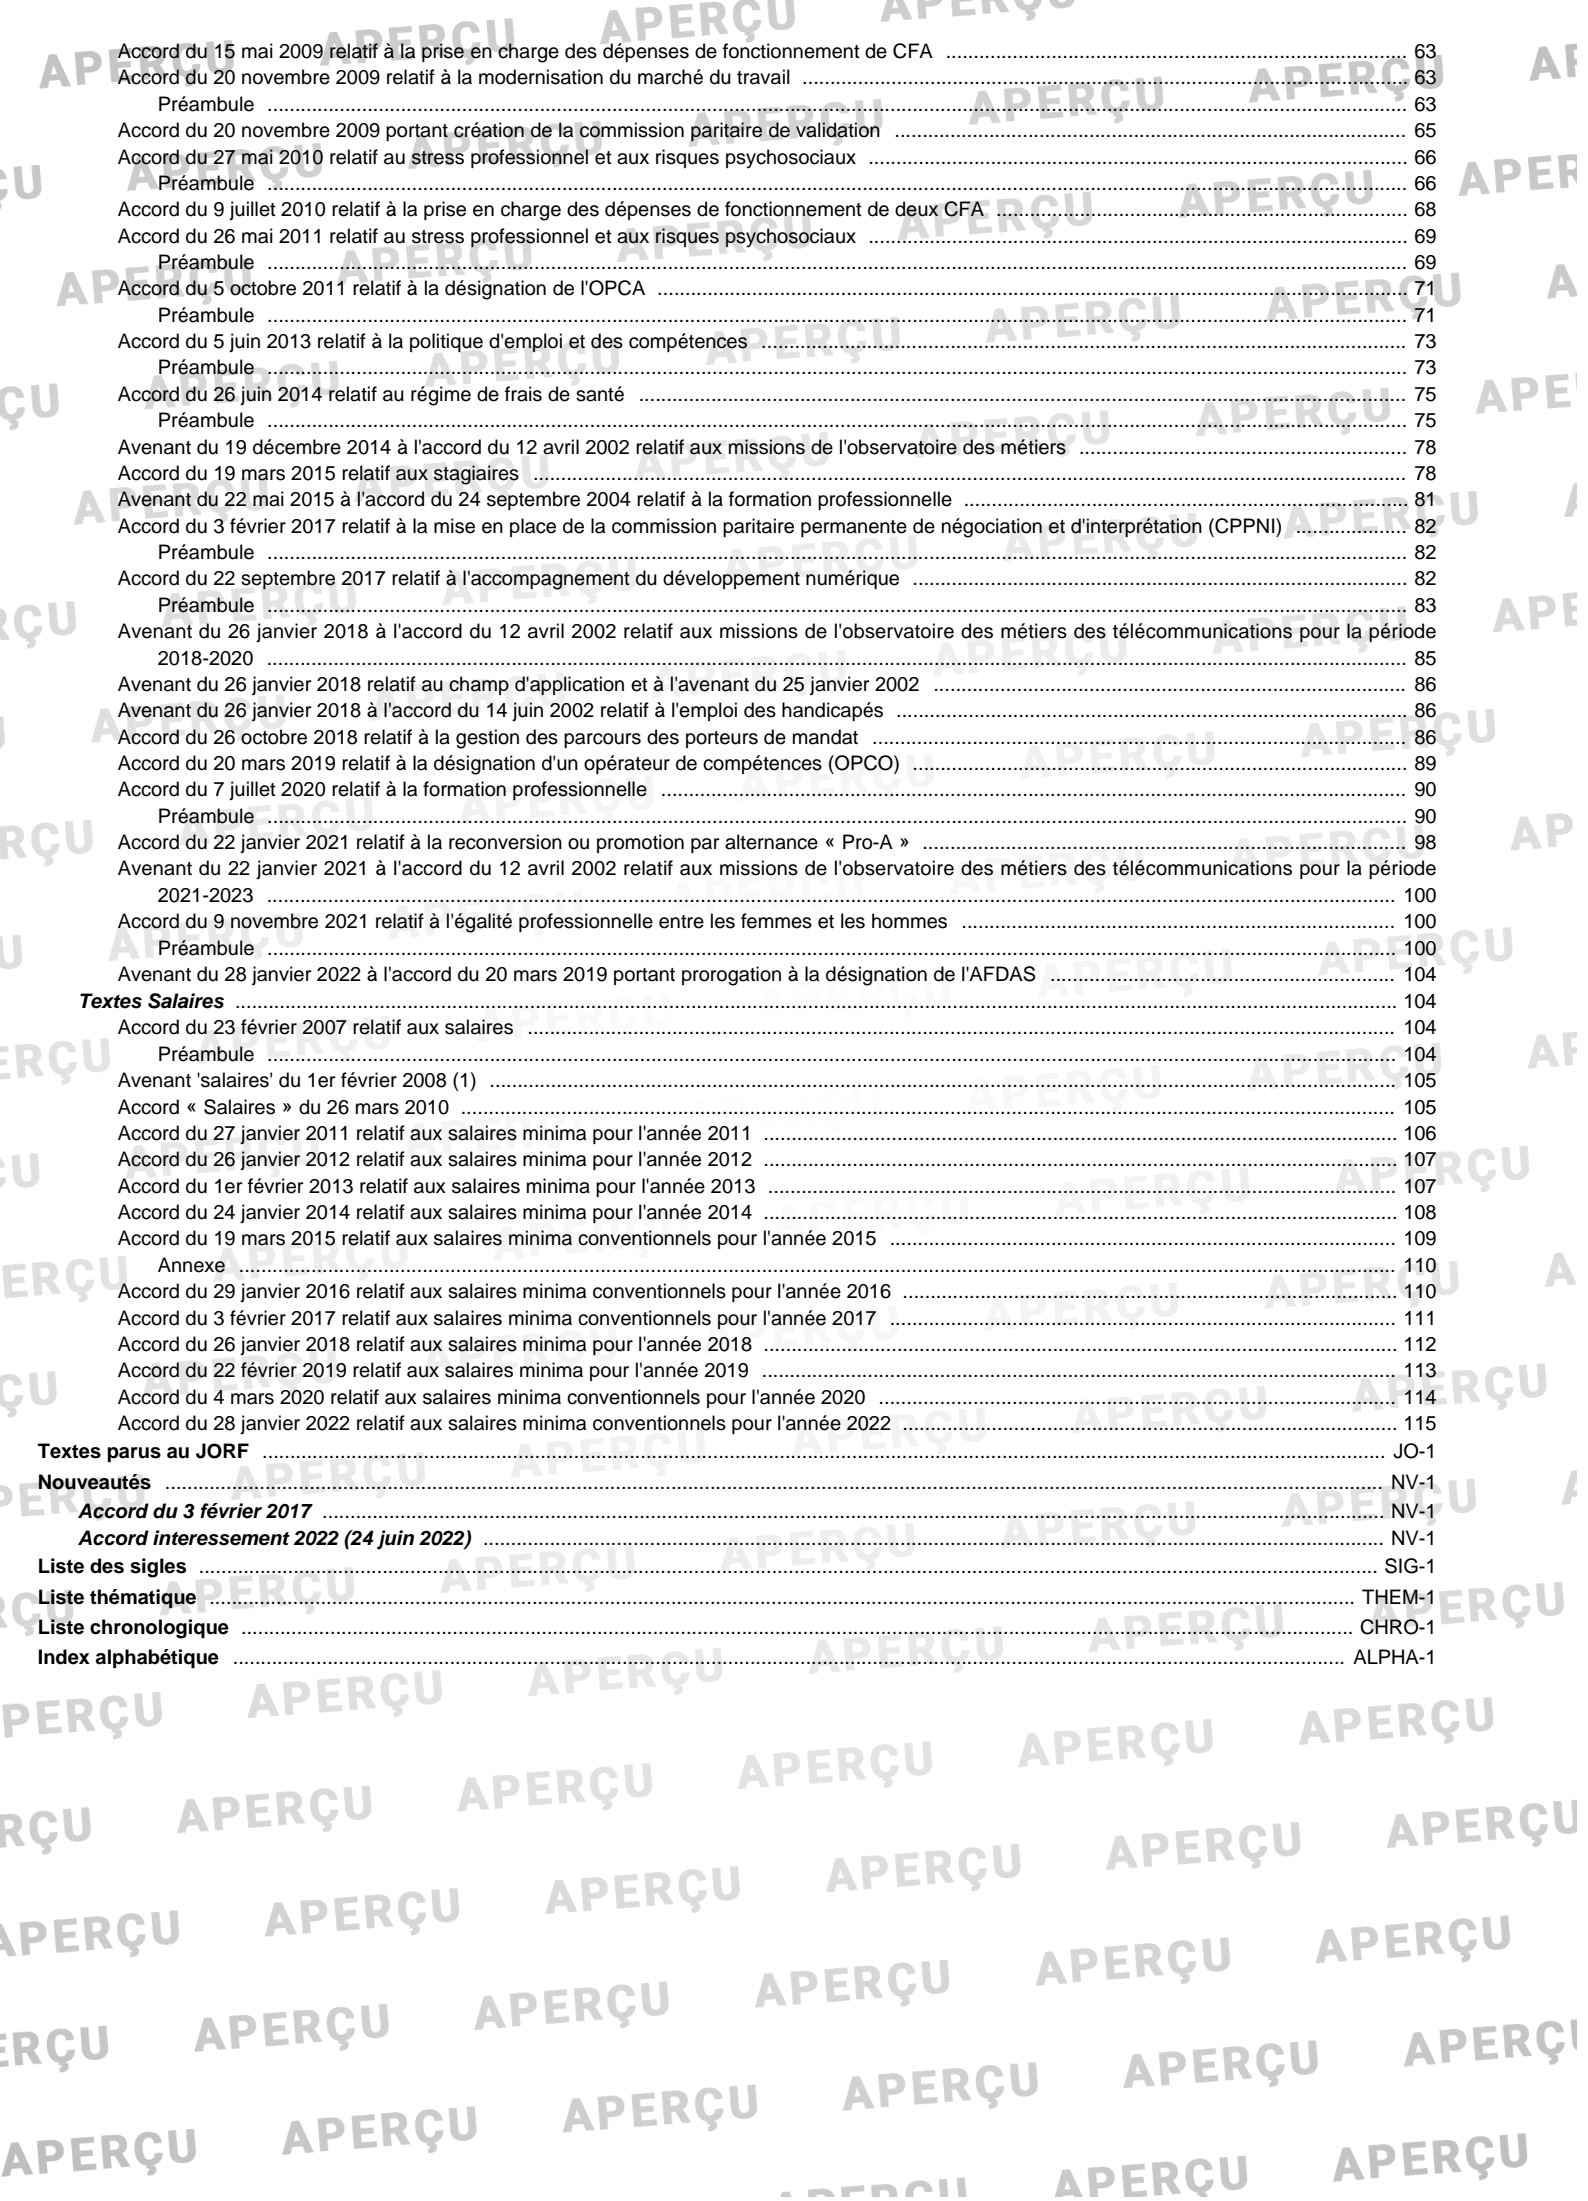 Accord du 15 mai 2009 relatif à la prise en charge des dépenses de fonctionnement de CFA ... 63
Accord du 20 novembre 2009 relatif à la modernisation du marché du travail ... 63
Préambule ... 63
Accord du 20 novembre 2009 portant création de la commission paritaire de validation ... 65
Accord du 27 mai 2010 relatif au stress professionnel et aux risques psychosociaux ... 66
Préambule ... 66
Accord du 9 juillet 2010 relatif à la prise en charge des dépenses de fonctionnement de deux CFA ... 68
Accord du 26 mai 2011 relatif au stress professionnel et aux risques psychosociaux ... 69
Préambule ... 69
Accord du 5 octobre 2011 relatif à la désignation de l'OPCA ... 71
Préambule ... 71
Accord du 5 juin 2013 relatif à la politique d'emploi et des compétences ... 73
Préambule ... 73
Accord du 26 juin 2014 relatif au régime de frais de santé ... 75
Préambule ... 75
Avenant du 19 décembre 2014 à l'accord du 12 avril 2002 relatif aux missions de l'observatoire des métiers ... 78
Accord du 19 mars 2015 relatif aux stagiaires ... 78
Avenant du 22 mai 2015 à l'accord du 24 septembre 2004 relatif à la formation professionnelle ... 81
Accord du 3 février 2017 relatif à la mise en place de la commission paritaire permanente de négociation et d'interprétation (CPPNI) ... 82
Préambule ... 82
Accord du 22 septembre 2017 relatif à l'accompagnement du développement numérique ... 82
Préambule ... 83
Avenant du 26 janvier 2018 à l'accord du 12 avril 2002 relatif aux missions de l'observatoire des métiers des télécommunications pour la période
2018-2020 ... 85
Avenant du 26 janvier 2018 relatif au champ d'application et à l'avenant du 25 janvier 2002 ... 86
Avenant du 26 janvier 2018 à l'accord du 14 juin 2002 relatif à l'emploi des handicapés ... 86
Accord du 26 octobre 2018 relatif à la gestion des parcours des porteurs de mandat ... 86
Accord du 20 mars 2019 relatif à la désignation d'un opérateur de compétences (OPCO) ... 89
Accord du 7 juillet 2020 relatif à la formation professionnelle ... 90
Préambule ... 90
Accord du 22 janvier 2021 relatif à la reconversion ou promotion par alternance « Pro-A » ... 98
Avenant du 22 janvier 2021 à l'accord du 12 avril 2002 relatif aux missions de l'observatoire des métiers des télécommunications pour la période
2021-2023 ... 100
Accord du 9 novembre 2021 relatif à l'égalité professionnelle entre les femmes et les hommes ... 100
Préambule ... 100
Avenant du 28 janvier 2022 à l'accord du 20 mars 2019 portant prorogation à la désignation de l'AFDAS ... 104
Textes Salaires ... 104
Accord du 23 février 2007 relatif aux salaires ... 104
Préambule ... 104
Avenant 'salaires' du 1er février 2008 (1) ... 105
Accord « Salaires » du 26 mars 2010 ... 105
Accord du 27 janvier 2011 relatif aux salaires minima pour l'année 2011 ... 106
Accord du 26 janvier 2012 relatif aux salaires minima pour l'année 2012 ... 107
Accord du 1er février 2013 relatif aux salaires minima pour l'année 2013 ... 107
Accord du 24 janvier 2014 relatif aux salaires minima pour l'année 2014 ... 108
Accord du 19 mars 2015 relatif aux salaires minima conventionnels pour l'année 2015 ... 109
Annexe ... 110
Accord du 29 janvier 2016 relatif aux salaires minima conventionnels pour l'année 2016 ... 110
Accord du 3 février 2017 relatif aux salaires minima conventionnels pour l'année 2017 ... 111
Accord du 26 janvier 2018 relatif aux salaires minima pour l'année 2018 ... 112
Accord du 22 février 2019 relatif aux salaires minima pour l'année 2019 ... 113
Accord du 4 mars 2020 relatif aux salaires minima conventionnels pour l'année 2020 ... 114
Accord du 28 janvier 2022 relatif aux salaires minima conventionnels pour l'année 2022 ... 115
Textes parus au JORF ... JO-1
Nouveautés ... NV-1
Accord du 3 février 2017 ... NV-1
Accord interessement 2022 (24 juin 2022) ... NV-1
Liste des sigles ... SIG-1
Liste thématique ... THEM-1
Liste chronologique ... CHRO-1
Index alphabétique ... ALPHA-1
APERÇU